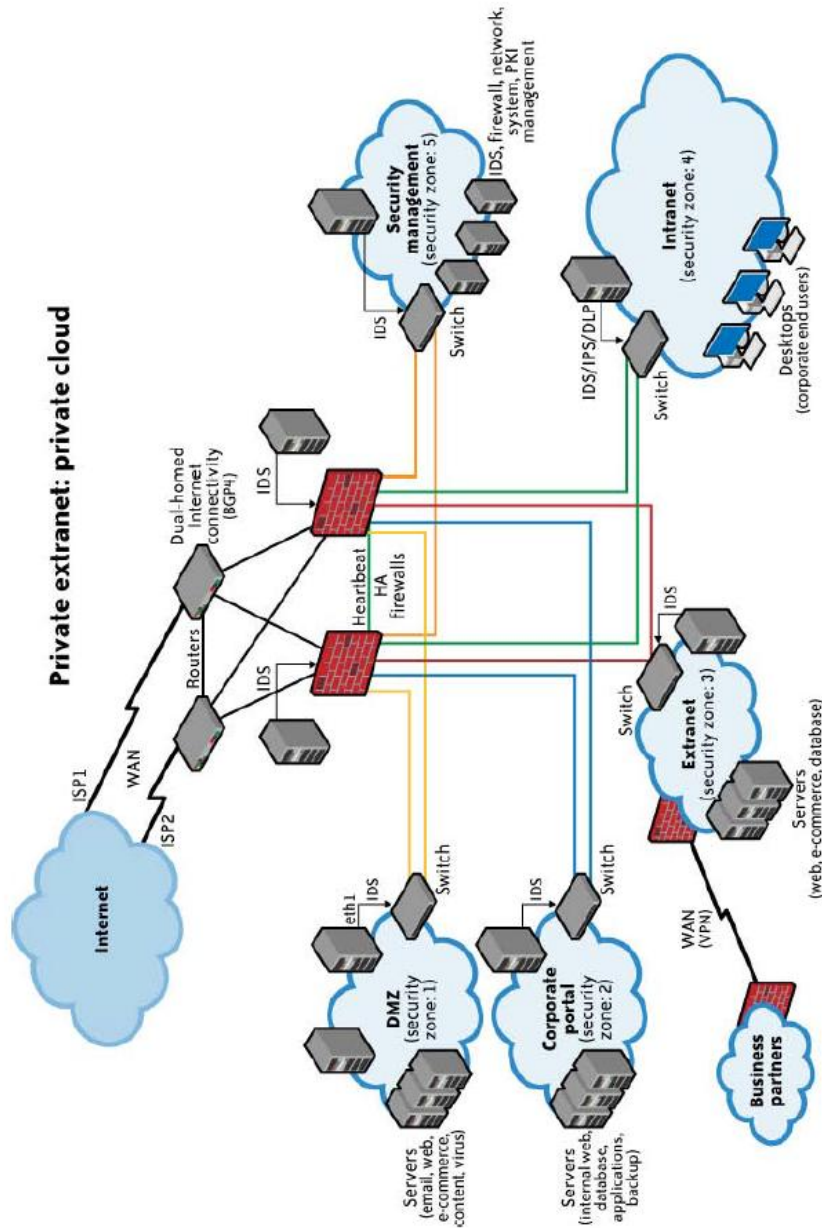 Private extranet: private cloud
Internet
ISP1
WAN
ISP2
Routers
Dual-homed
Internet
connectivity
(BGP4)
IDS
IDS
Heartbeat
HA
firewalls
eth1
IDS
Switch
DMZ
(security
zone: 1)
Servers
(email, web,
e-commerce,
content, virus)
IDS
Switch
Corporate
portal
(security
zone: 2)
Servers
(internal web,
database,
applications,
backup)
Security
management
(security zone: 5)
IDS
Switch
IDS, firewall, network,
system, PKI
management
IDS/IPS/DLP
Switch
Intranet
(security zone: 4)
Desktops
(corporate end users)
Switch
IDS
Extranet
(security zone: 3)
Servers
(web, e-commerce, database)
WAN
(VPN)
Business
partners